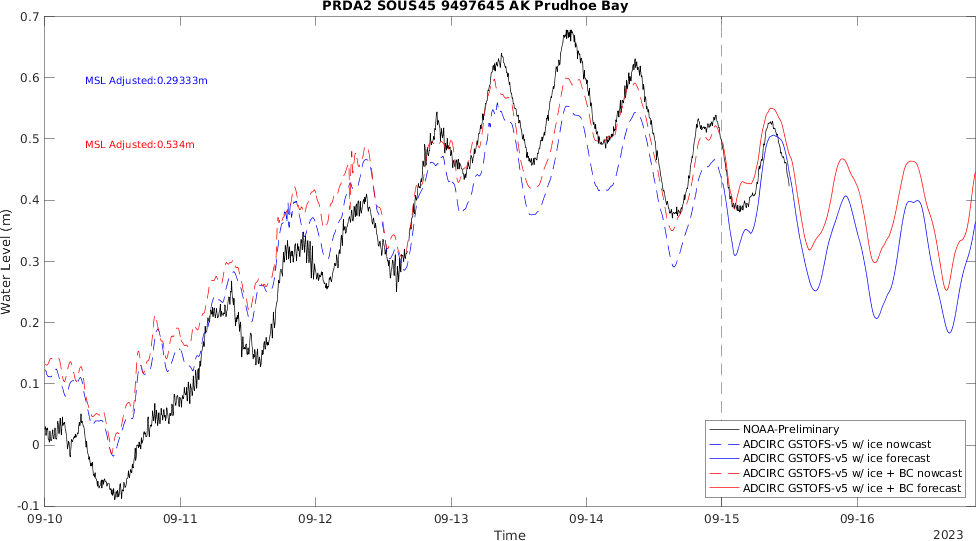 PRDA2 SOUS45 9497645 AK Prudhoe Bay
0.7
0.6
0.5
0.4
0.3
0.2
0.1
0
-0.1
Water Level (m)
MSL Adjusted:0.29333m
MSL Adjusted:0.534m
NOAA-Preliminary
ADCIRC GSTOFS-v5 w/ ice nowcast
ADCIRC GSTOFS-v5 w/ ice forecast
ADCIRC GSTOFS-v5 w/ ice + BC nowcast
ADCIRC GSTOFS-v5 w/ ice + BC forecast
09-10 09-11 09-12 09-13 09-14 09-15 09-16
Time
2023